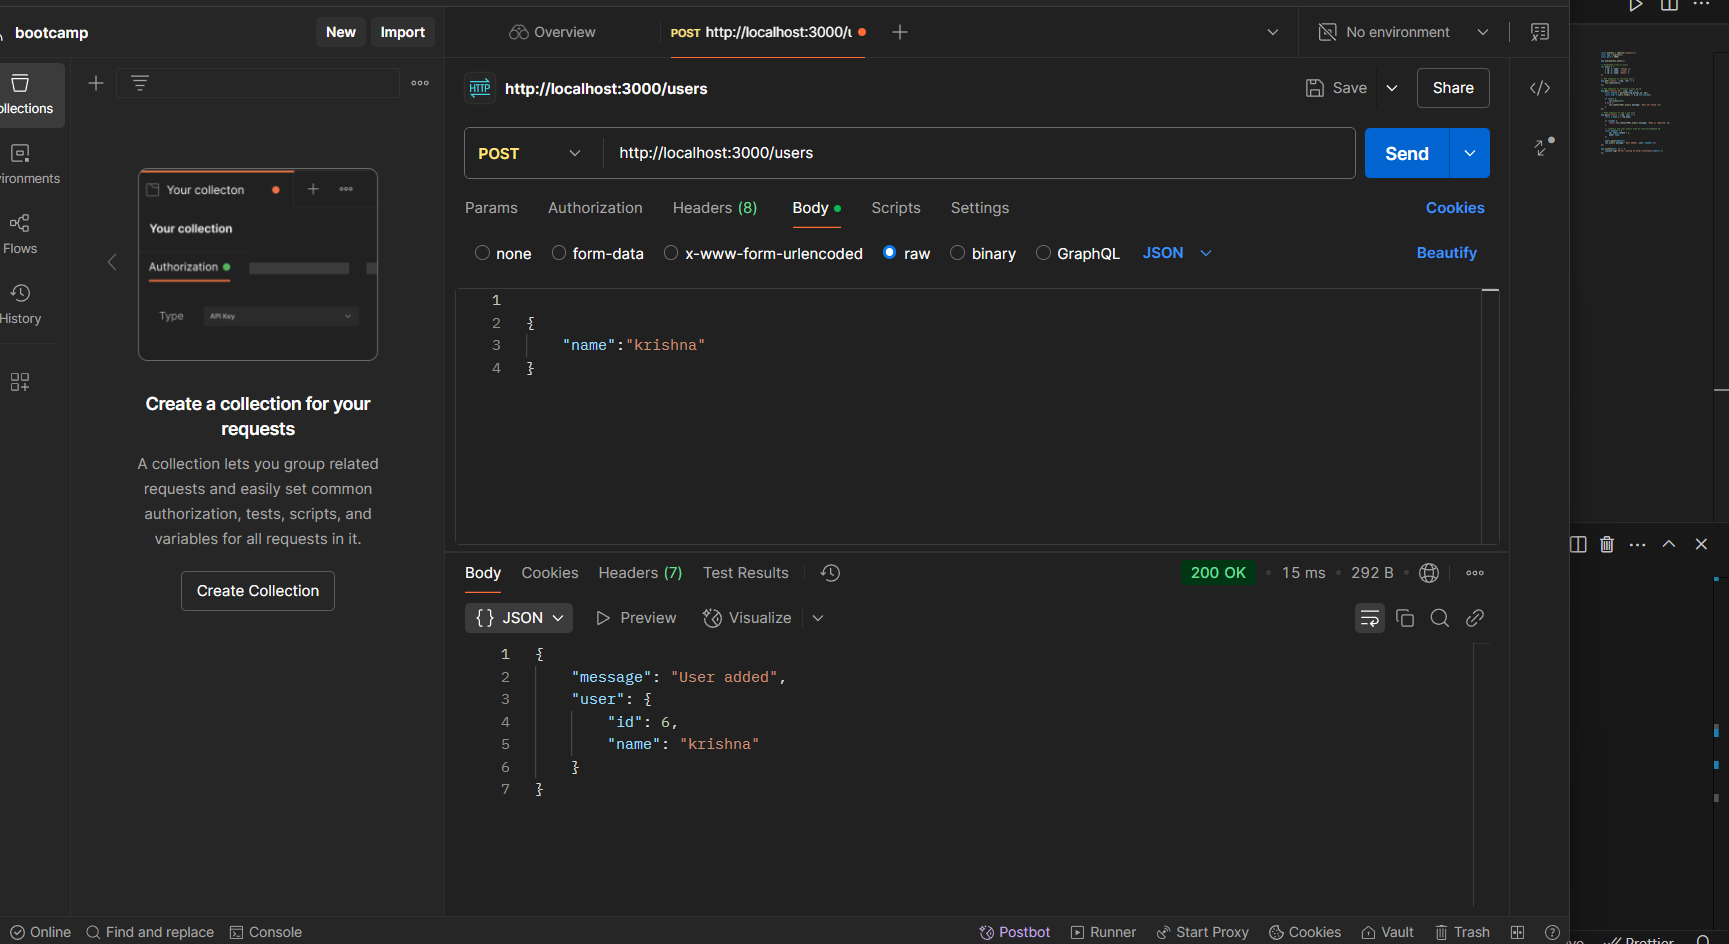 bootcamp
New
Import
Overview
POST http://localhost:3000/u
No environment
ollections
http://localhost:3000/users
Save
Share
POST
http://localhost:3000/users
Send
ironments
Flows
History
Params
Authorization
Headers (8)
Body
Scripts
Settings
Cookies
none
form-data
x-www-form-urlencoded
raw
binary
GraphQL
JSON
Beautify
Your collecton
Your collection
Authorization
Type
API Key
Create a collection for your
requests
A collection lets you group related
requests and easily set common
authorization, tests, scripts, and
variables for all requests in it.
Create Collection
1
2 {
3 "name":"krishna"
4 }
Body
Cookies
Headers (7)
Test Results
200 OK
15 ms
292 B
{} JSON
Preview
Visualize
1 {
2 "message": "User added",
3 "user": {
4 "id": 6,
5 "name": "krishna"
6 }
7 }
Online
Find and replace
Console
Postbot
Runner
Start Proxy
Cookies
Vault
Trash
Prettier